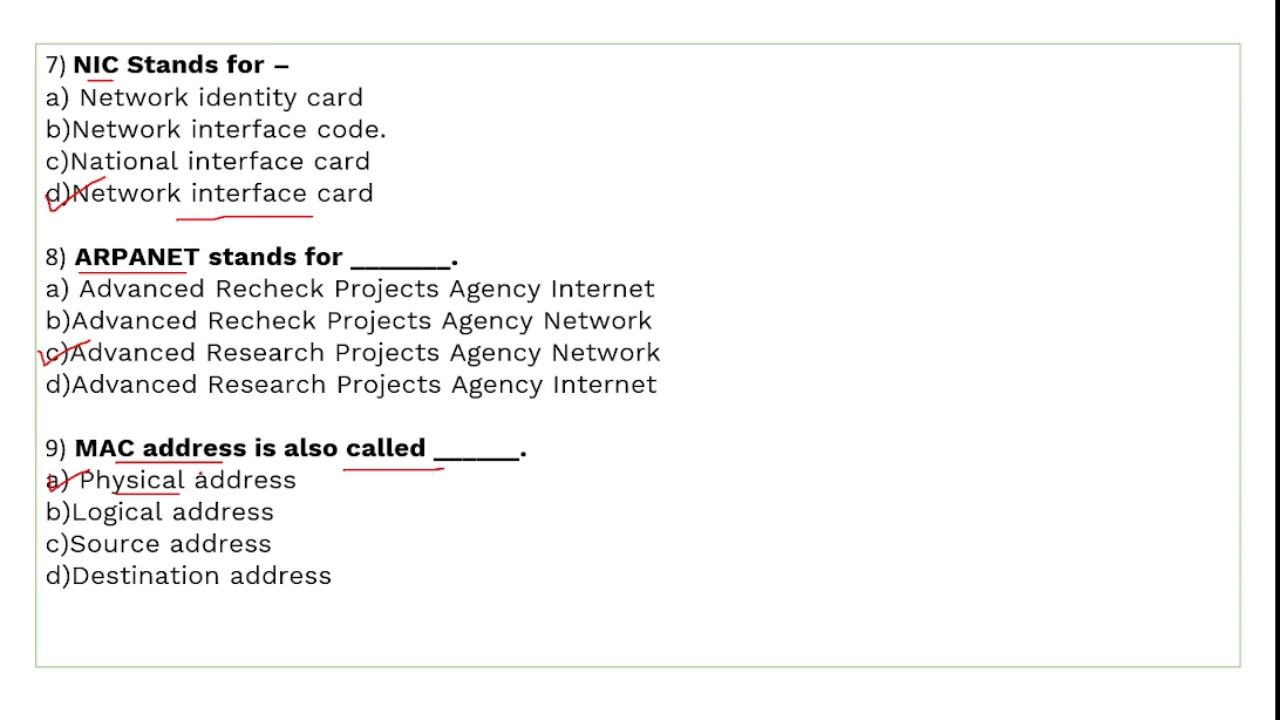 7) NIC Stands for –
a) Network identity card
b)Network interface code.
c)National interface card
d)Network interface card
8) ARPANET stands for _______.
a) Advanced Recheck Projects Agency Internet
b)Advanced Recheck Projects Agency Network
c)Advanced Research Projects Agency Network
d)Advanced Research Projects Agency Internet
9) MAC address is also called ______.
a) Physical address
b)Logical address
c)Source address
d)Destination address